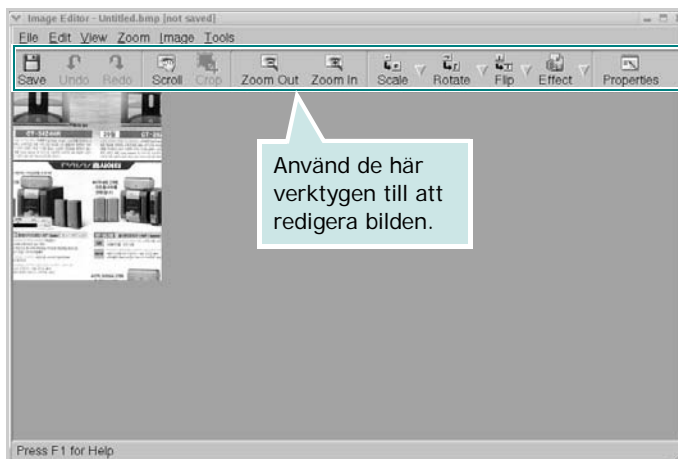 Image Editor - Untitled.bmp [not saved]
File Edit View Zoom Image Tools
Save Undo Redo Scroll Crop Zoom Out Zoom In Scale Rotate Flip Effect Properties
Använd de här
verktygen till att
redigera bilden.
Press F1 for Help